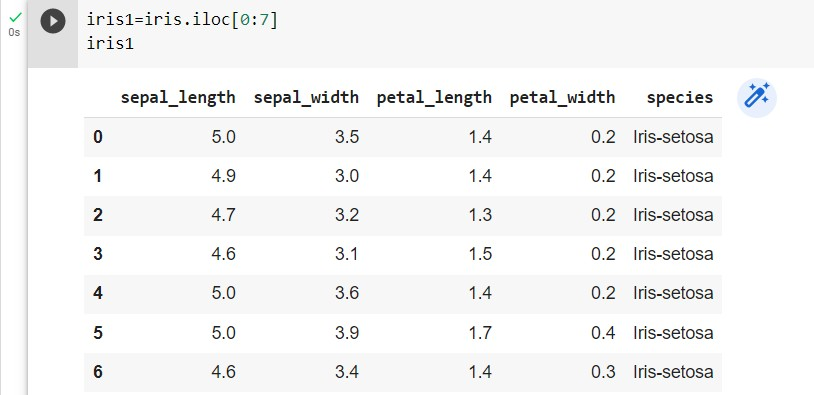 iris1=iris.iloc[0:7]
0s
iris1
sepal_length sepal_width petal_length petal_width species
0 5.0 3.5 1.4 0.2 Iris-setosa
1 4.9 3.0 1.4 0.2 Iris-setosa
2 4.7 3.2 1.3 0.2 Iris-setosa
3 4.6 3.1 1.5 0.2 Iris-setosa
4 5.0 3.6 1.4 0.2 Iris-setosa
5 5.0 3.9 1.7 0.4 Iris-setosa
6 4.6 3.4 1.4 0.3 Iris-setosa